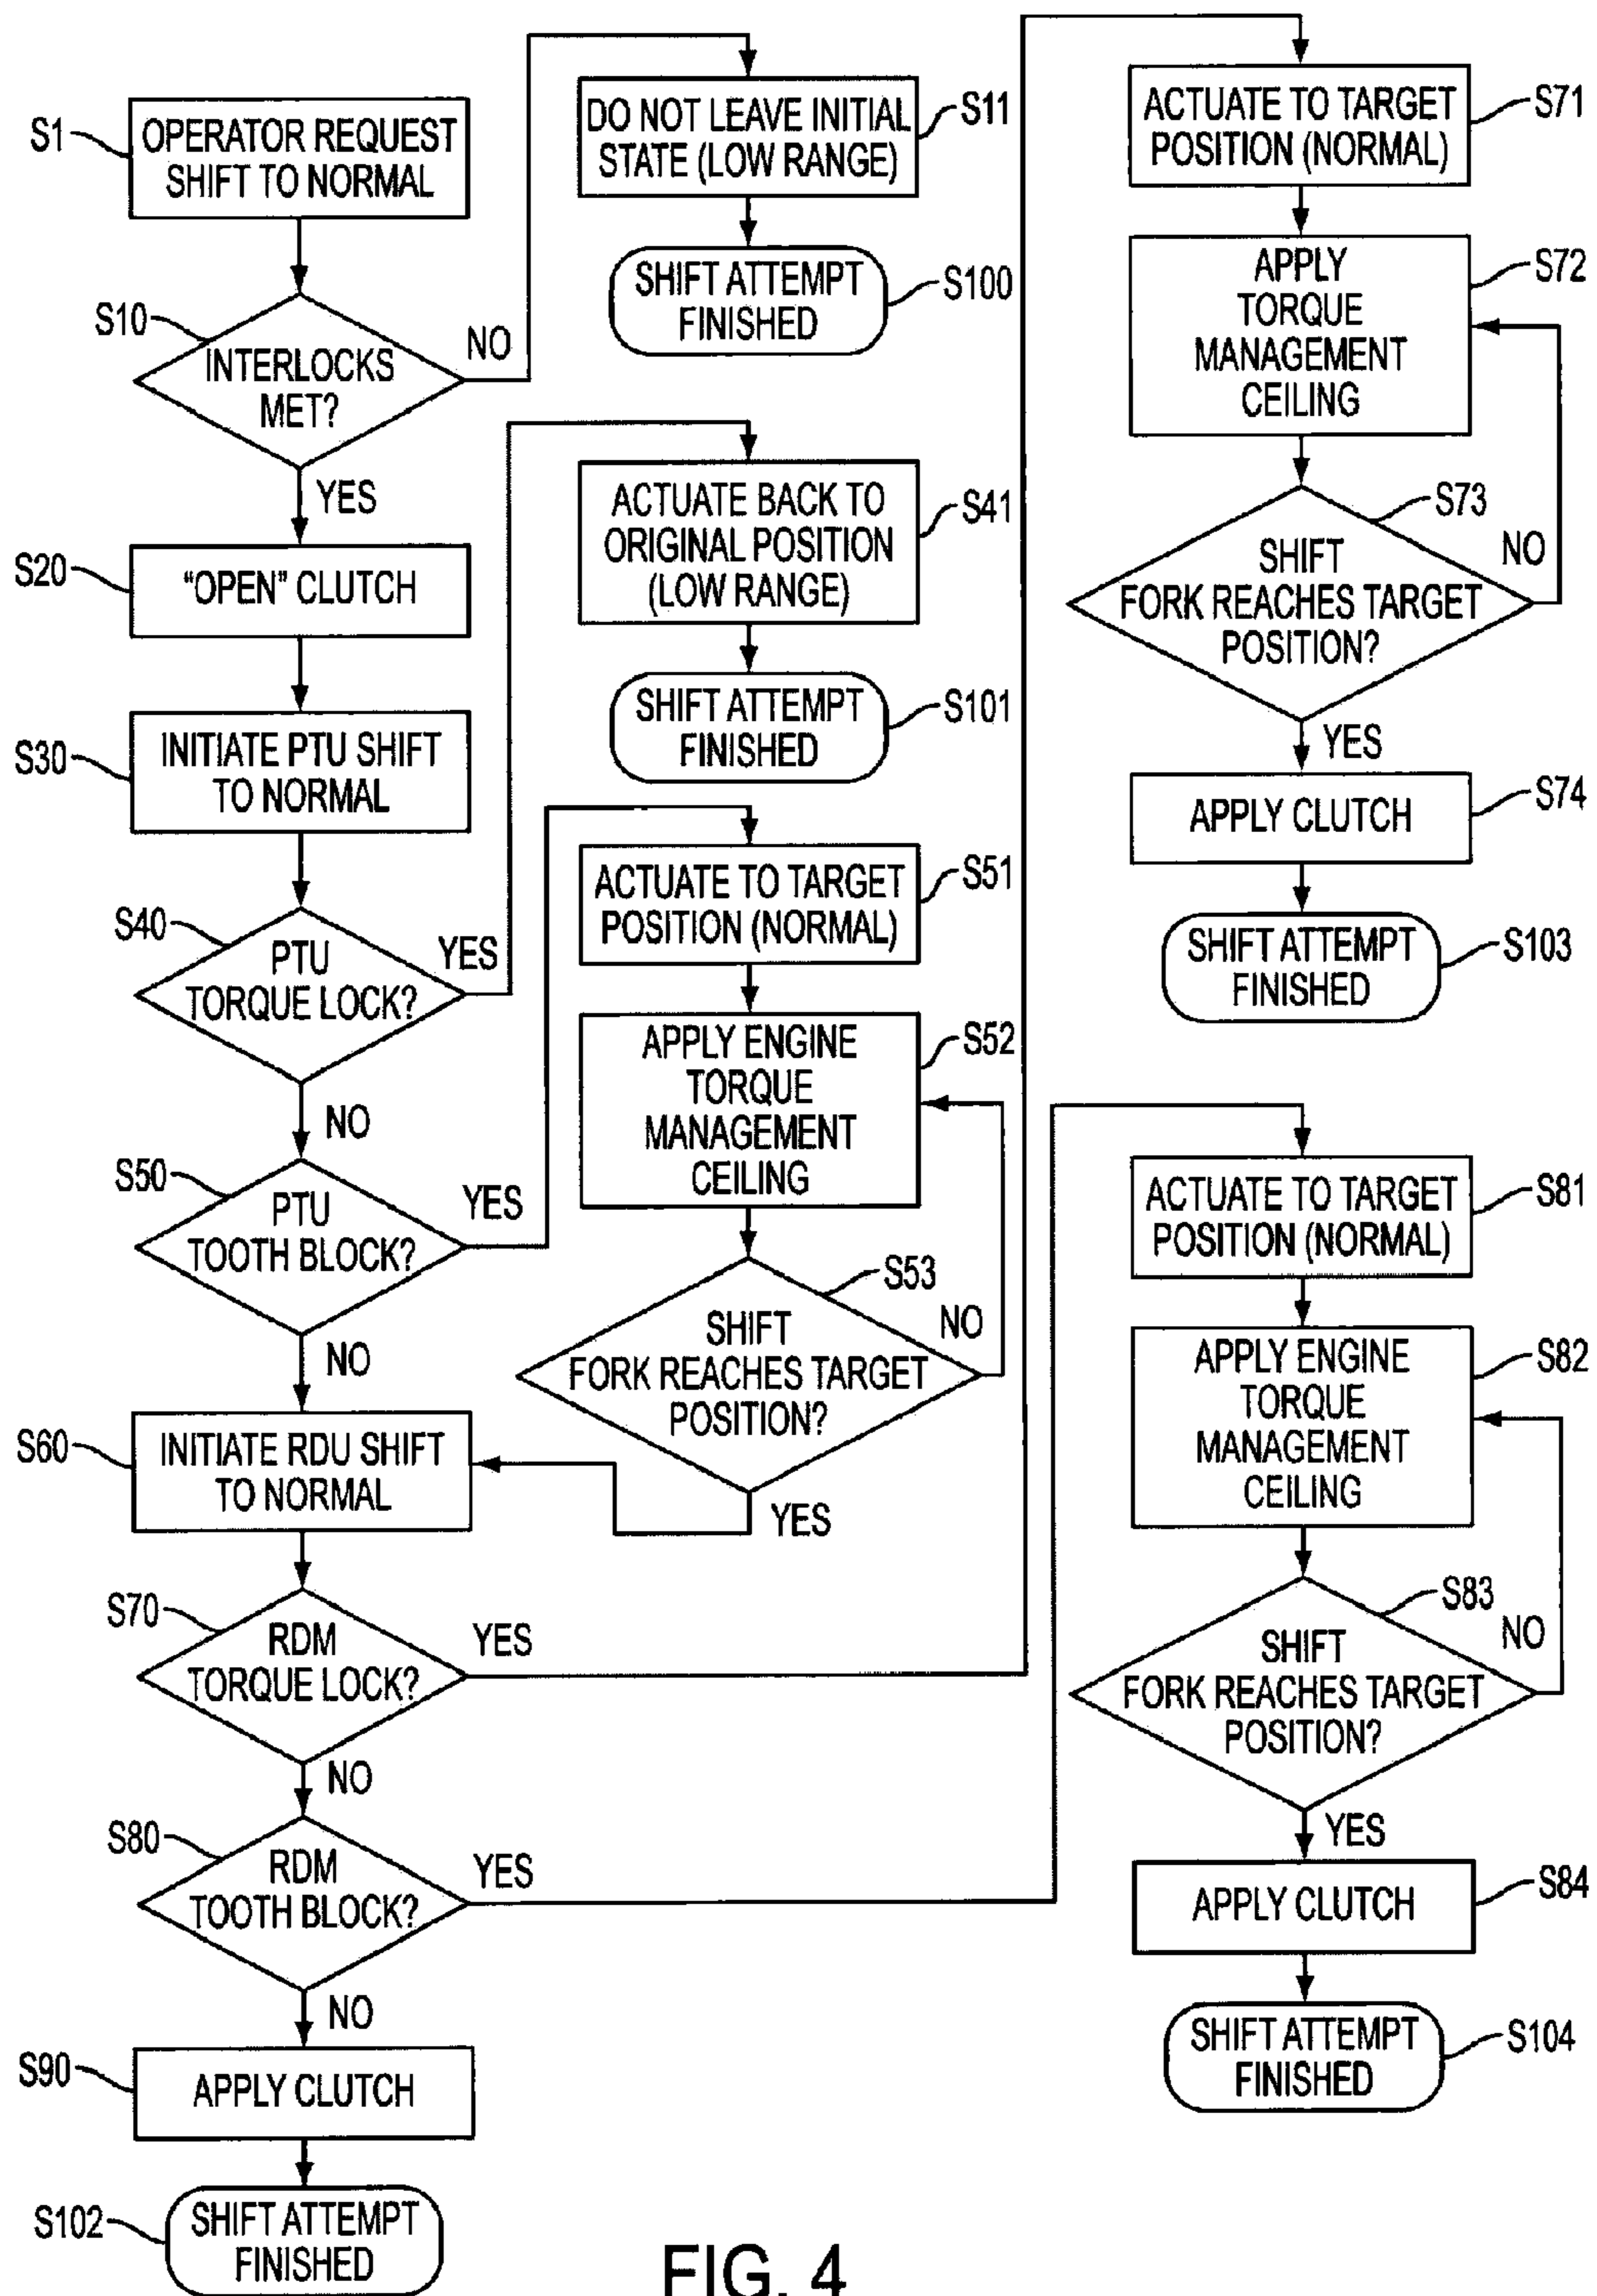 S1
OPERATOR REQUEST
SHIFT TO NORMAL
S10
INTERLOCKS
MET?
NO
YES
S11
DO NOT LEAVE INITIAL
STATE (LOW RANGE)
S100
SHIFT ATTEMPT
FINISHED
S20
"OPEN" CLUTCH
S30
INITIATE PTU SHIFT
TO NORMAL
S40
PTU
TORQUE LOCK?
YES
NO
S41
ACTUATE BACK TO
ORIGINAL POSITION
(LOW RANGE)
S101
SHIFT ATTEMPT
FINISHED
S50
PTU
TOOTH BLOCK?
YES
NO
S51
ACTUATE TO TARGET
POSITION (NORMAL)
S52
APPLY ENGINE
TORQUE
MANAGEMENT
CEILING
S53
SHIFT
FORK REACHES TARGET
POSITION?
NO
YES
S60
INITIATE RDU SHIFT
TO NORMAL
S70
RDM
TORQUE LOCK?
YES
NO
S71
ACTUATE TO TARGET
POSITION (NORMAL)
S72
APPLY
TORQUE
MANAGEMENT
CEILING
S73
SHIFT
FORK REACHES TARGET
POSITION?
NO
YES
S74
APPLY CLUTCH
S103
SHIFT ATTEMPT
FINISHED
S80
RDM
TOOTH BLOCK?
YES
NO
S81
ACTUATE TO TARGET
POSITION (NORMAL)
S82
APPLY ENGINE
TORQUE
MANAGEMENT
CEILING
S83
SHIFT
FORK REACHES TARGET
POSITION?
NO
YES
S84
APPLY CLUTCH
S104
SHIFT ATTEMPT
FINISHED
S90
APPLY CLUTCH
S102
SHIFT ATTEMPT
FINISHED
FIG. 4